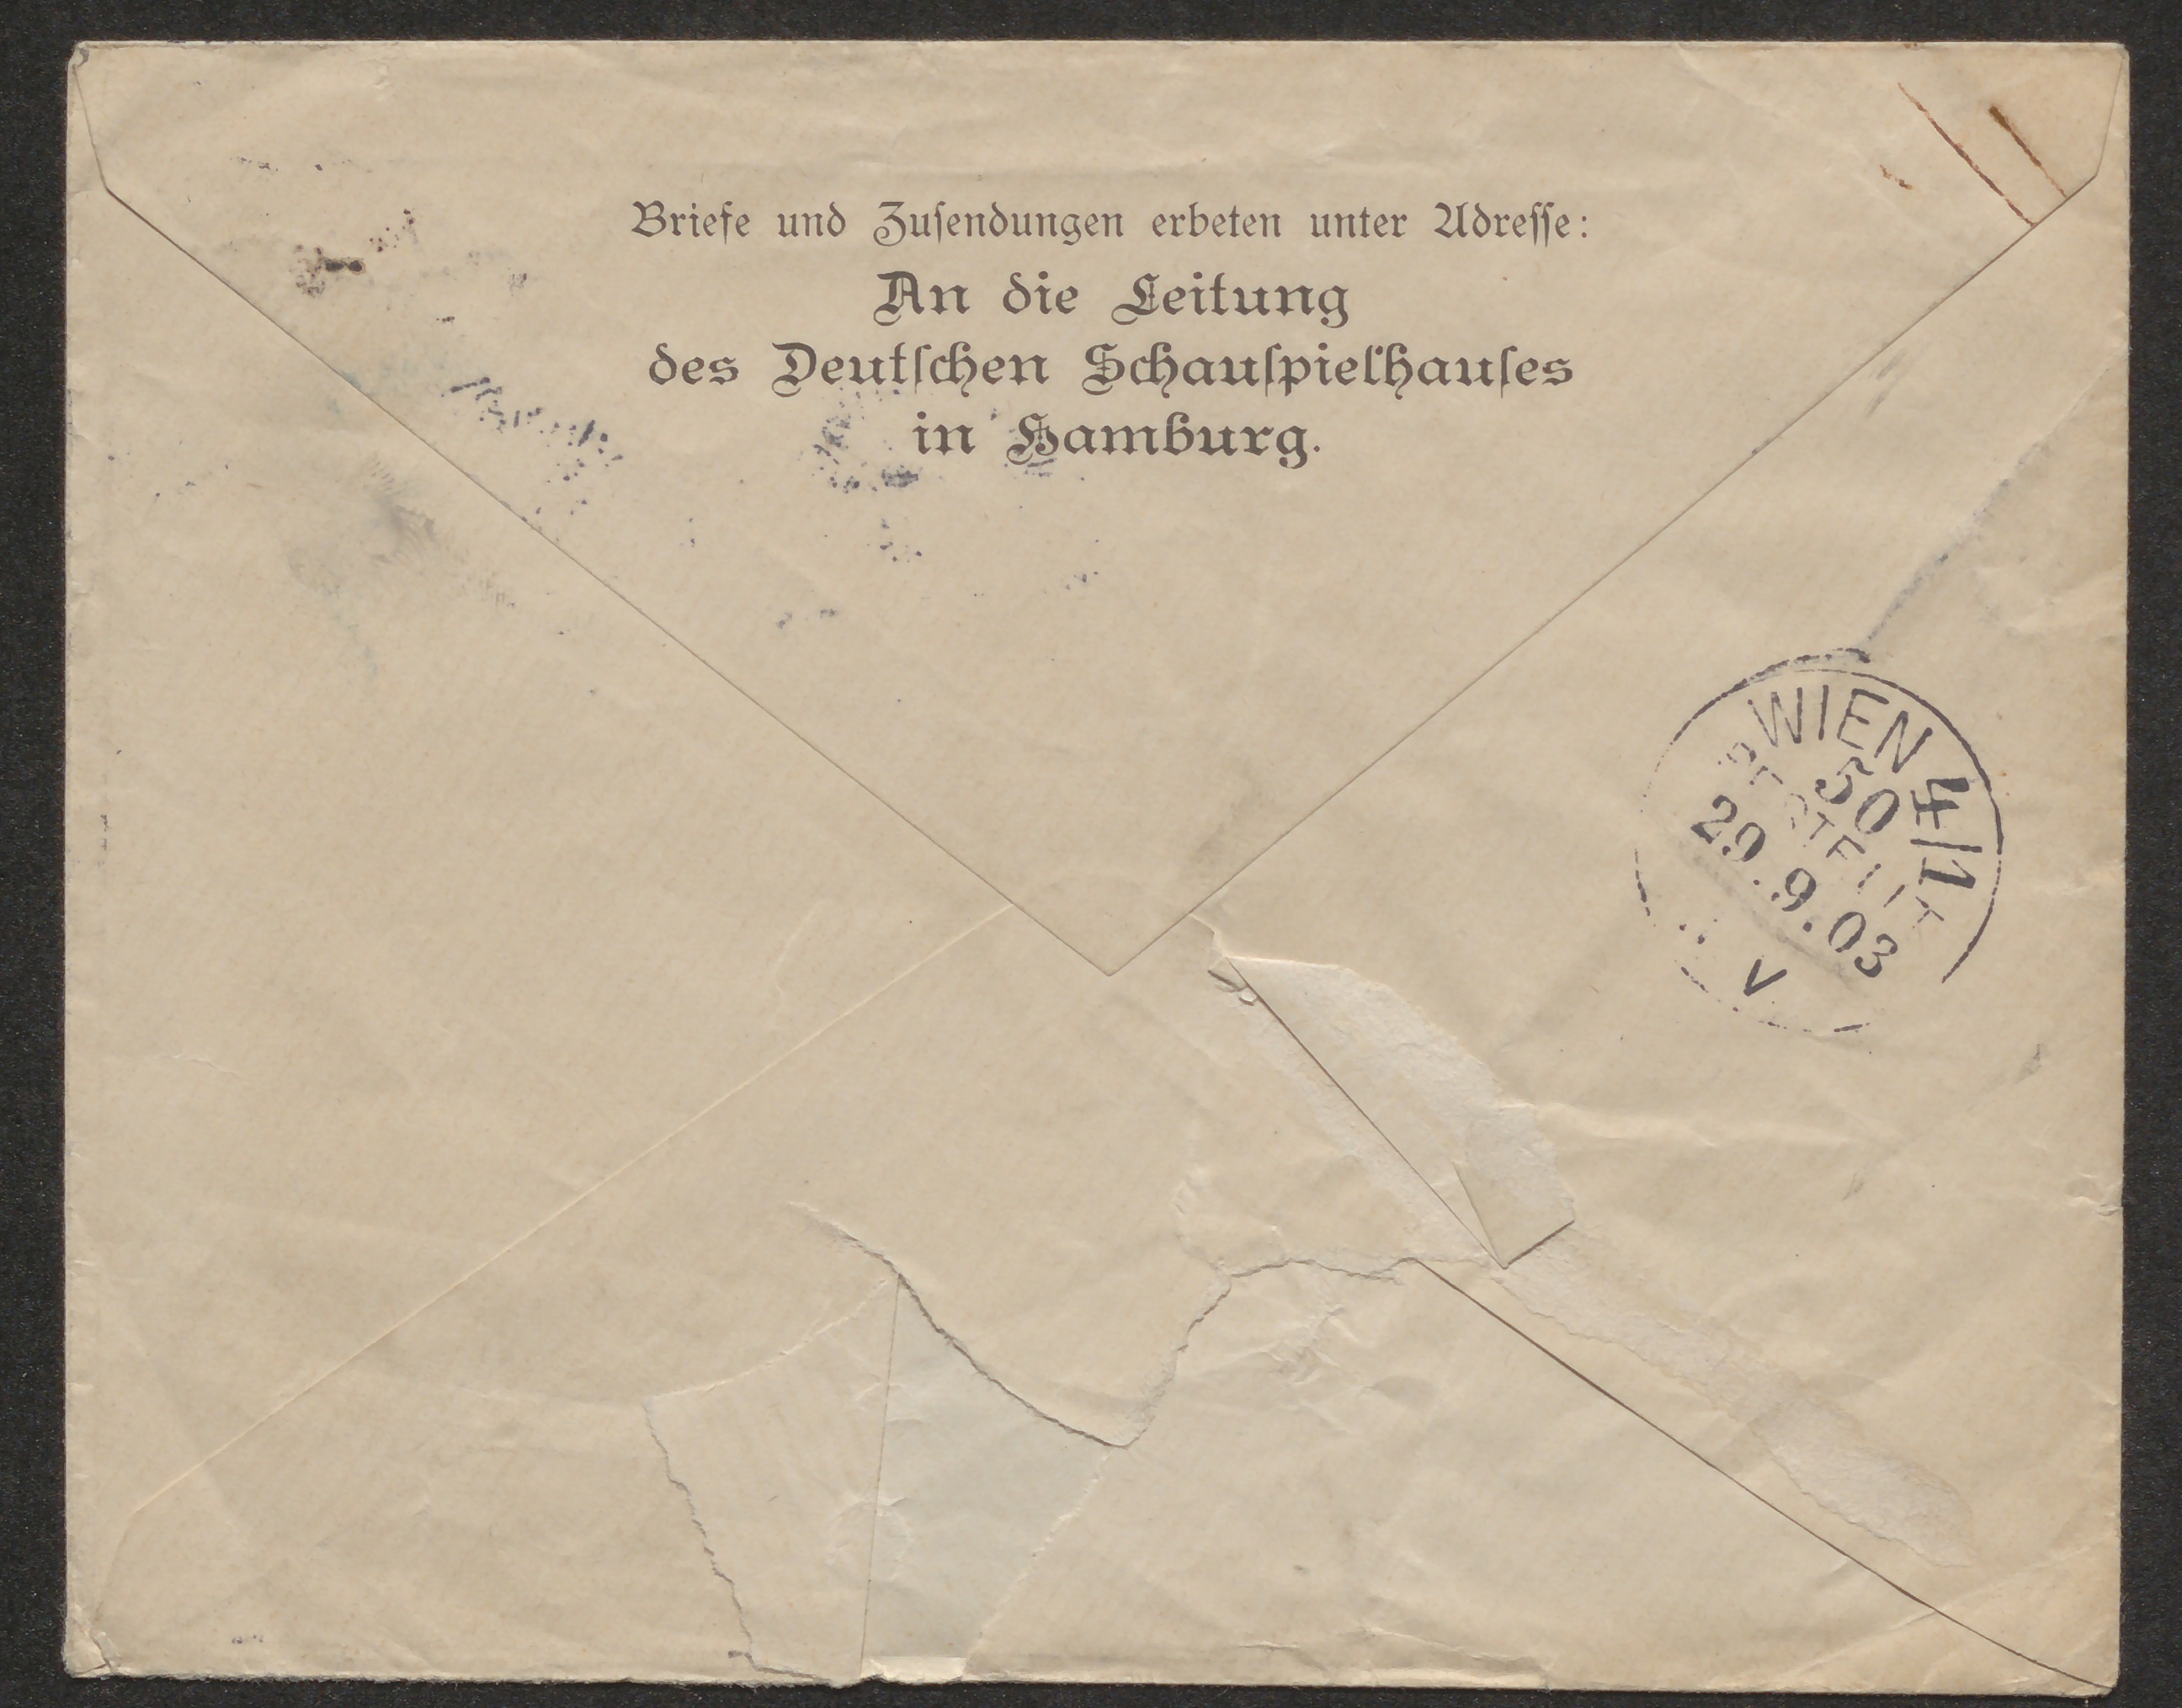 Briefe und Zuſendungen erbeten unter Adreſſe:
An die Leitung
des Deutſchen Schauſpielhauſes
in Hamburg.
WIEN 4/1
50
BESTELLT
29.9.03
V